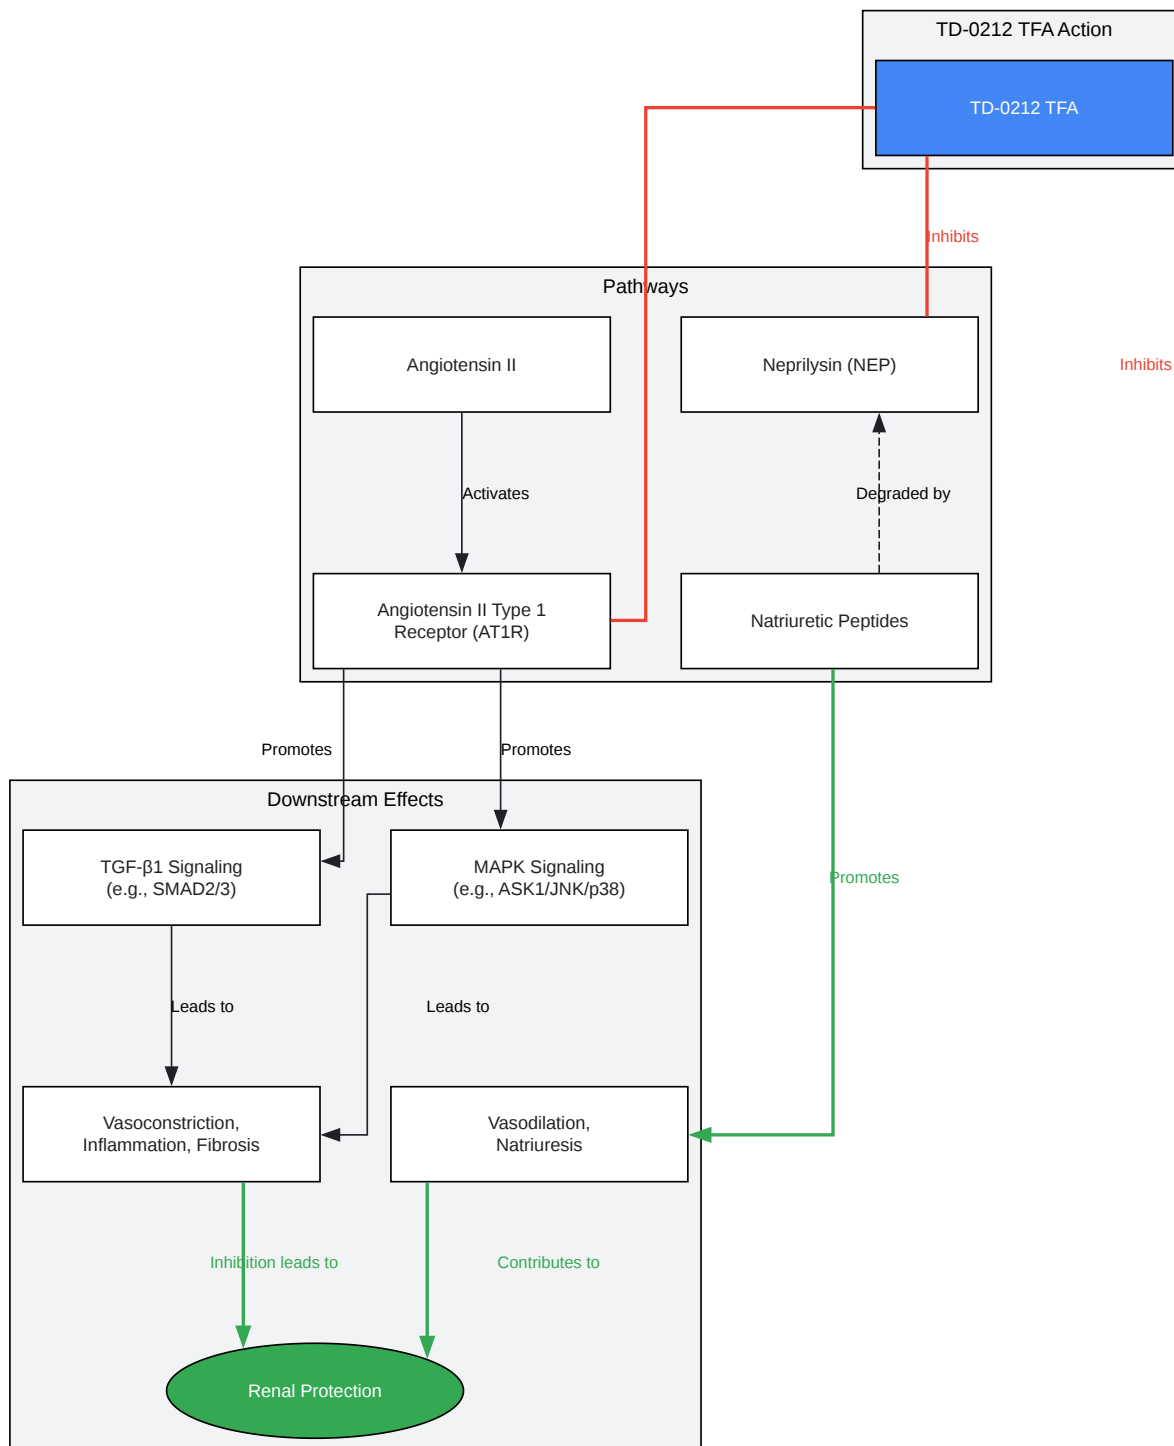 TD-0212 TFA Action
TD-0212 TFA
Inhibits
Pathways
Angiotensin II
Neprilysin (NEP)
Inhibits
Activates
Degraded by
Angiotensin II Type 1
Receptor (AT1R)
Natriuretic Peptides
Promotes
Promotes
Downstream Effects
TGF-β1 Signaling
(e.g., SMAD2/3)
MAPK Signaling
(e.g., ASK1/JNK/p38)
Promotes
Leads to
Leads to
Vasoconstriction,
Inflammation, Fibrosis
Vasodilation,
Natriuresis
Inhibition leads to
Contributes to
Renal Protection